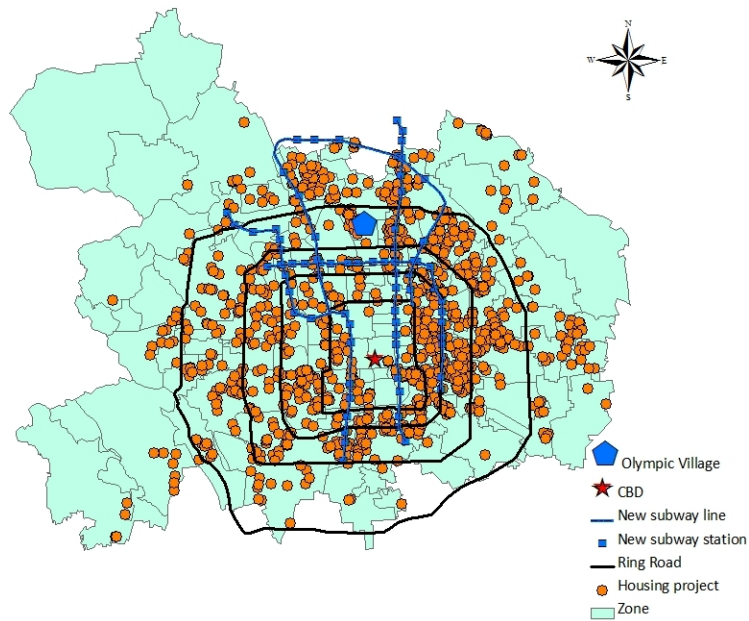 N
W E
S
Olympic Village
CBD
New subway line
New subway station
Ring Road
Housing project
Zone